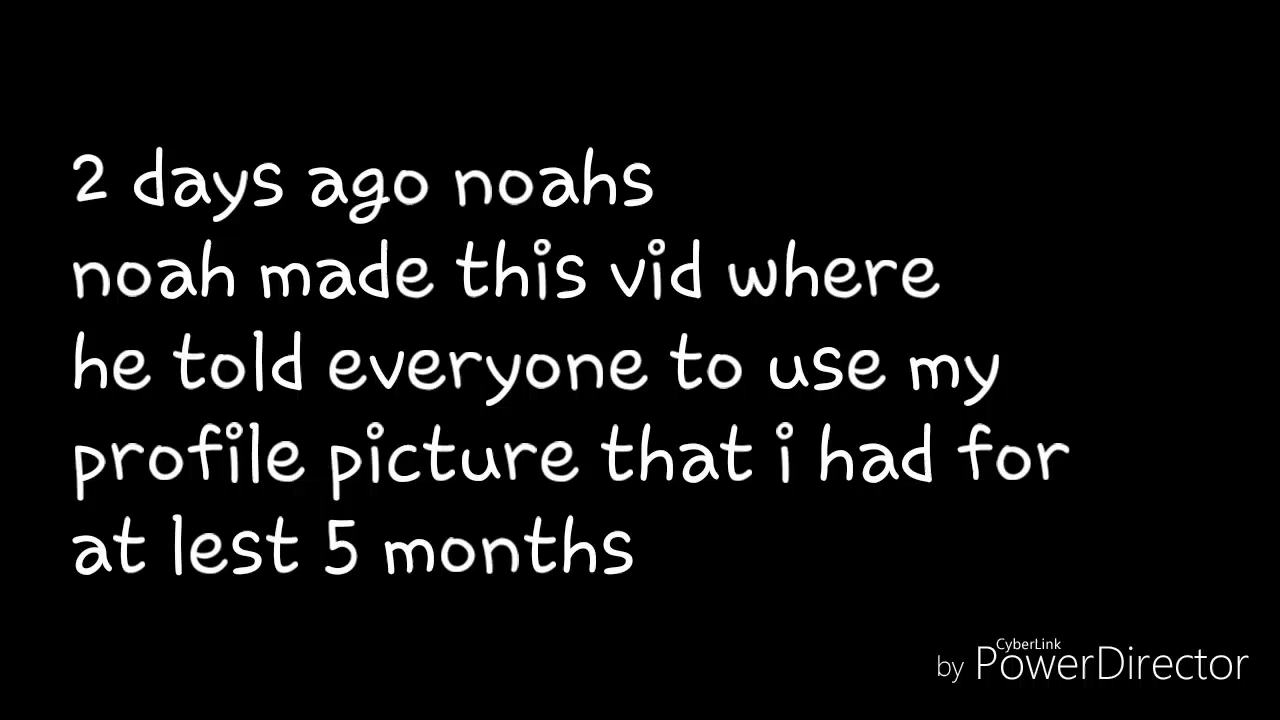 2 days ago noahs
noah made this vid where
he told everyone to use my
profile picture that i had for
at lest 5 months
CyberLink
by PowerDirector